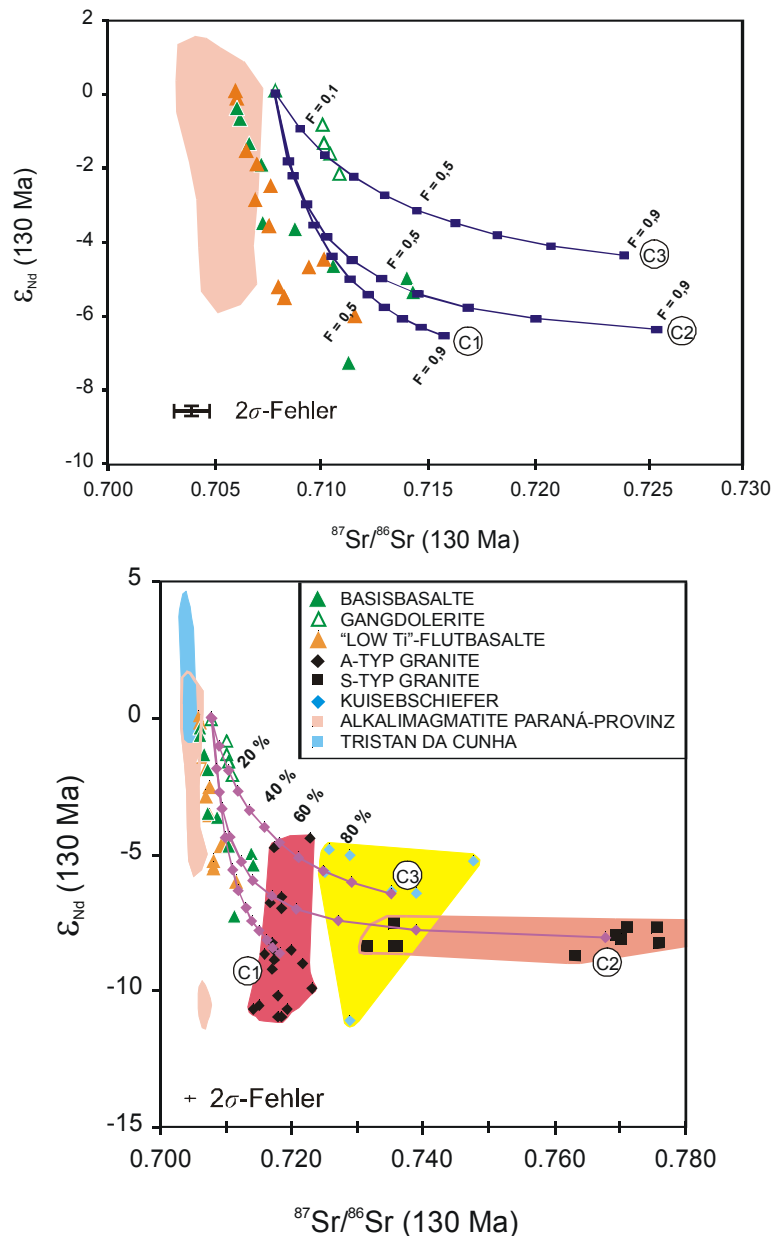 2
0
-2
-4
-6
-8
-10
εNd (130 Ma)
F = 0,1
F = 0,5
F = 0,9
C3
F = 0,5
F = 0,9
C2
F = 0,5
F = 0,9
C1
2σ-Fehler
0.700 0.705 0.710 0.715 0.720 0.725 0.730
⁸⁷Sr/⁸⁶Sr (130 Ma)
5
0
-5
-10
-15
εNd (130 Ma)
BASISBASALTE
GANGDOLERITE
“LOW Ti”-FLUTBASALTE
A-TYP GRANITE
S-TYP GRANITE
KUISEBSCHIEFER
ALKALIMAGMATITE PARANÁ-PROVINZ
TRISTAN DA CUNHA
20 %
40 %
60 %
80 %
C3
C1
C2
2σ-Fehler
0.700 0.720 0.740 0.760 0.780
⁸⁷Sr/⁸⁶Sr (130 Ma)